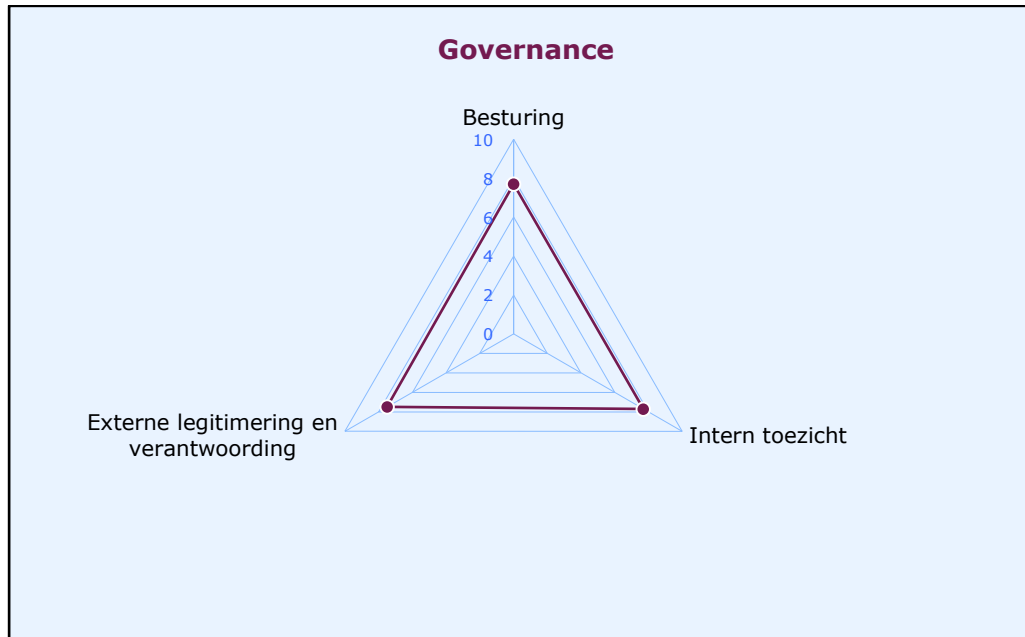 Governance
Besturing
10
8
6
4
2
0
Externe legitimering en
verantwoording
Intern toezicht